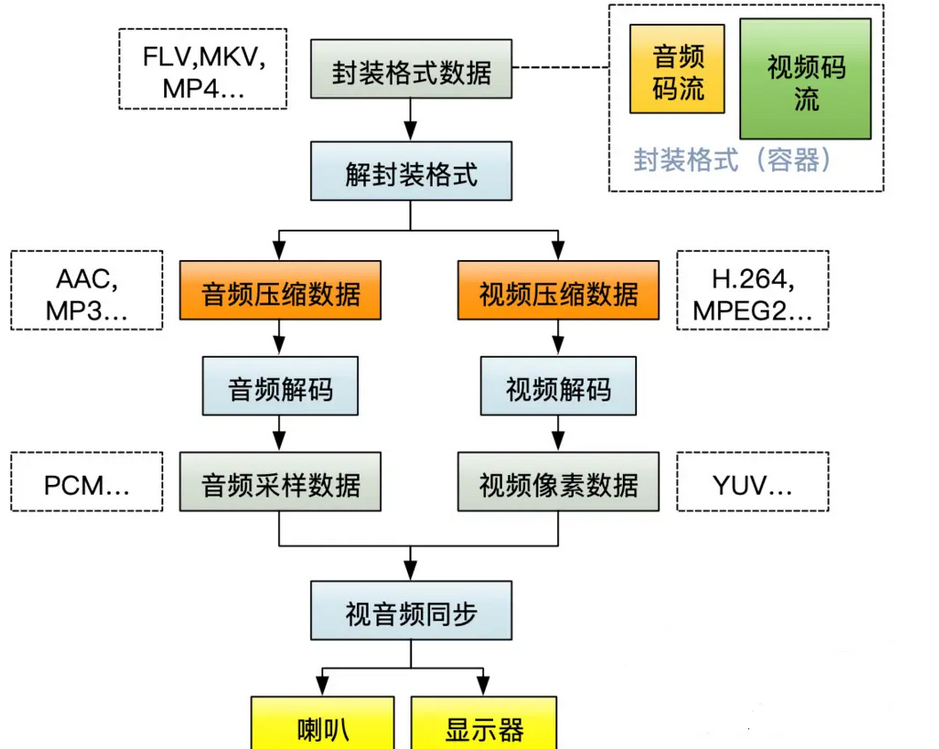 FLV,MKV,
MP4...
封装格式数据
音频
码流
视频码
流
封装格式（容器）
解封装格式
AAC,
MP3...
音频压缩数据
视频压缩数据
H.264,
MPEG2...
音频解码
视频解码
PCM...
音频采样数据
视频像素数据
YUV...
视音频同步
喇叭
显示器